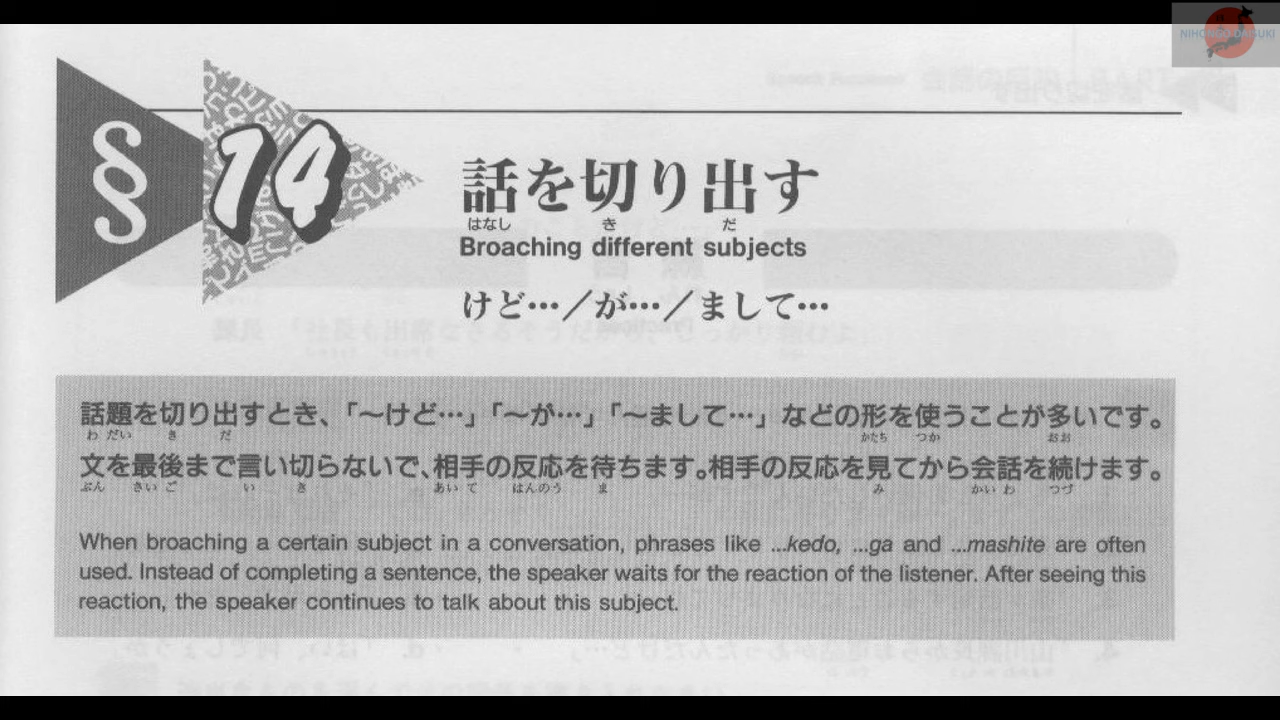 NIHONGO DAISUKI
§ 14
話を切り出す
はなし き だ
Broaching different subjects
けど…／が…／まして…
話題を切り出すとき、「～けど…」「～が…」「～まして…」などの形を使うことが多いです。
わ だい き だ かたち つか おお
文を最後まで言い切らないで、相手の反応を待ちます。相手の反応を見てから会話を続けます。
ぶん さい ご い き あい て はんのう ま み かい わ つづ
When broaching a certain subject in a conversation, phrases like ...kedo, ...ga and ...mashite are often
used. Instead of completing a sentence, the speaker waits for the reaction of the listener. After seeing this
reaction, the speaker continues to talk about this subject.